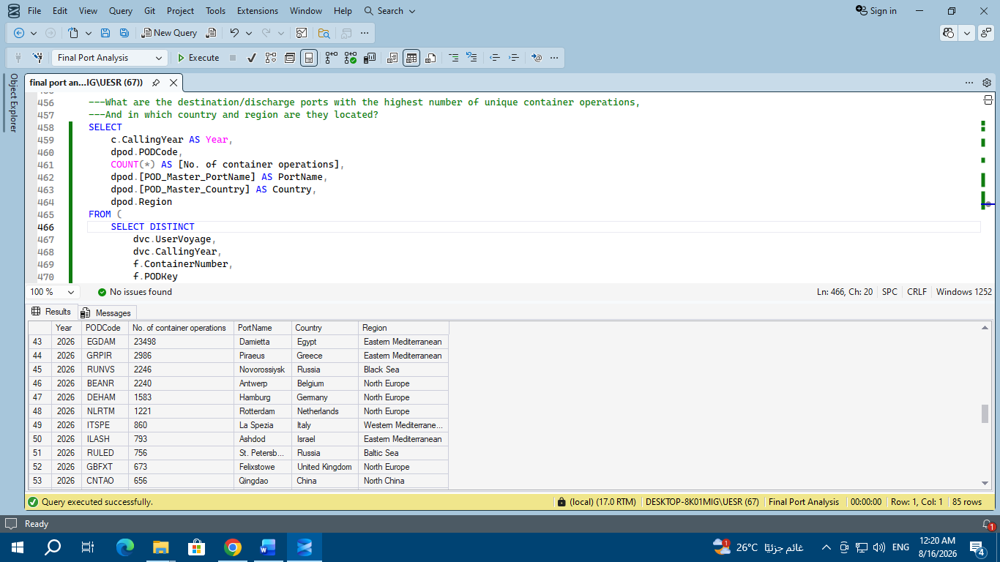 File Edit View Query Git Project Tools Extensions Window Help Search Sign in
New Query
Final Port Analysis Execute
Object Explorer
final port an...IG\UESR (67))
456 ---What are the destination/discharge ports with the highest number of unique container operations,
457 ---And in which country and region are they located?
458 SELECT
459 c.CallingYear AS Year,
460 dpod.PODCode,
461 COUNT(*) AS [No. of container operations],
462 dpod.[POD_Master_PortName] AS PortName,
463 dpod.[POD_Master_Country] AS Country,
464 dpod.Region
465 FROM (
466 SELECT DISTINCT
467 dvc.UserVoyage,
468 dvc.CallingYear,
469 f.ContainerNumber,
470 f.PODKey
100 % No issues found Ln: 466, Ch: 20 SPC CRLF Windows 1252
Results Messages
Year PODCode No. of container operations PortName Country Region
43 2026 EGDAM 23498 Damietta Egypt Eastern Mediterranean
44 2026 GRPIR 2986 Piraeus Greece Eastern Mediterranean
45 2026 RUNVS 2246 Novorossiysk Russia Black Sea
46 2026 BEANR 2240 Antwerp Belgium North Europe
47 2026 DEHAM 1583 Hamburg Germany North Europe
48 2026 NLRTM 1221 Rotterdam Netherlands North Europe
49 2026 ITSPE 860 La Spezia Italy Western Mediterrane...
50 2026 ILASH 793 Ashdod Israel Eastern Mediterranean
51 2026 RULED 756 St. Petersb... Russia Baltic Sea
52 2026 GBFXT 673 Felixstowe United Kingdom North Europe
53 2026 CNTAO 656 Qingdao China North China
Query executed successfully. (local) (17.0 RTM) DESKTOP-8K01MIG\UESR (67) Final Port Analysis 00:00:00 Row: 1, Col: 1 85 rows
Ready 1
1 26°C غائم جزئيًا ENG 12:20 AM
8/16/2026 4